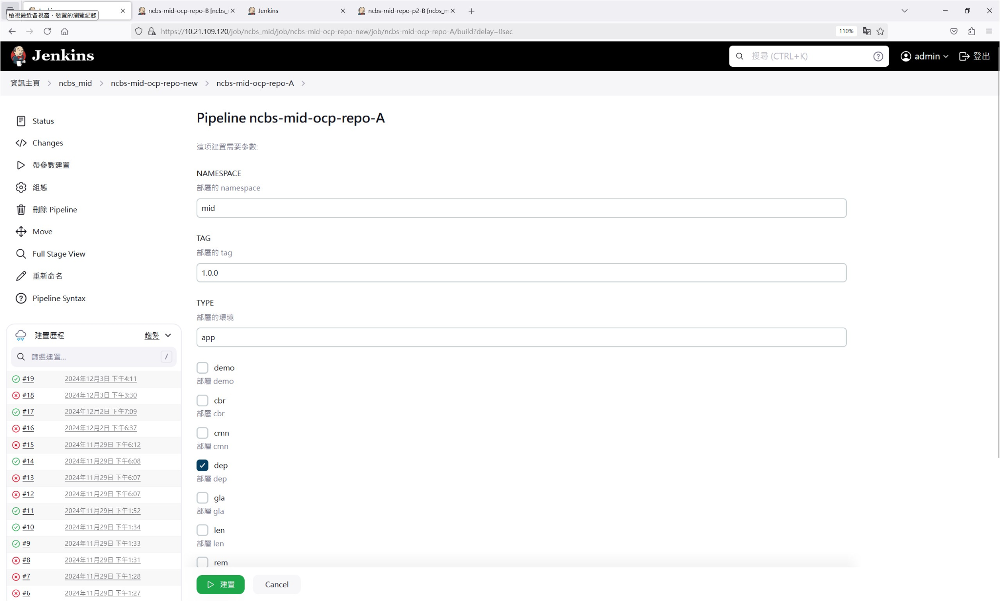 檢視最近各視窗、裝置的瀏覽紀錄
ncbs-mid-ocp-repo-B [ncbs_
Jenkins
ncbs-mid-repo-p2-B [ncbs_m
https://10.21.109.120/job/ncbs_mid/job/ncbs-mid-ocp-repo-new/job/ncbs-mid-ocp-repo-A/build?delay=0sec
110%
Jenkins
搜尋 (CTRL+K)
admin
登出
資訊主頁
ncbs_mid
ncbs-mid-ocp-repo-new
ncbs-mid-ocp-repo-A
Status
Changes
帶參數建置
組態
刪除 Pipeline
Move
Full Stage View
重新命名
Pipeline Syntax
建置歷程 趨勢
篩選建置... /
#19 2024年12月3日 下午4:11
#18 2024年12月3日 下午3:30
#17 2024年12月2日 下午7:09
#16 2024年12月2日 下午6:37
#15 2024年11月29日 下午6:12
#14 2024年11月29日 下午6:08
#13 2024年11月29日 下午6:07
#12 2024年11月29日 下午6:07
#11 2024年11月29日 下午1:52
#10 2024年11月29日 下午1:34
#9 2024年11月29日 下午1:33
#8 2024年11月29日 下午1:31
#7 2024年11月29日 下午1:28
#6 2024年11月29日 下午1:27
Pipeline ncbs-mid-ocp-repo-A
這項建置需要參數:
NAMESPACE
部屬的 namespace
mid
TAG
部屬的 tag
1.0.0
TYPE
部屬的環境
app
demo
部屬 demo
cbr
部屬 cbr
cmn
部屬 cmn
dep
部屬 dep
gla
部屬 gla
len
部屬 len
rem
建置
Cancel